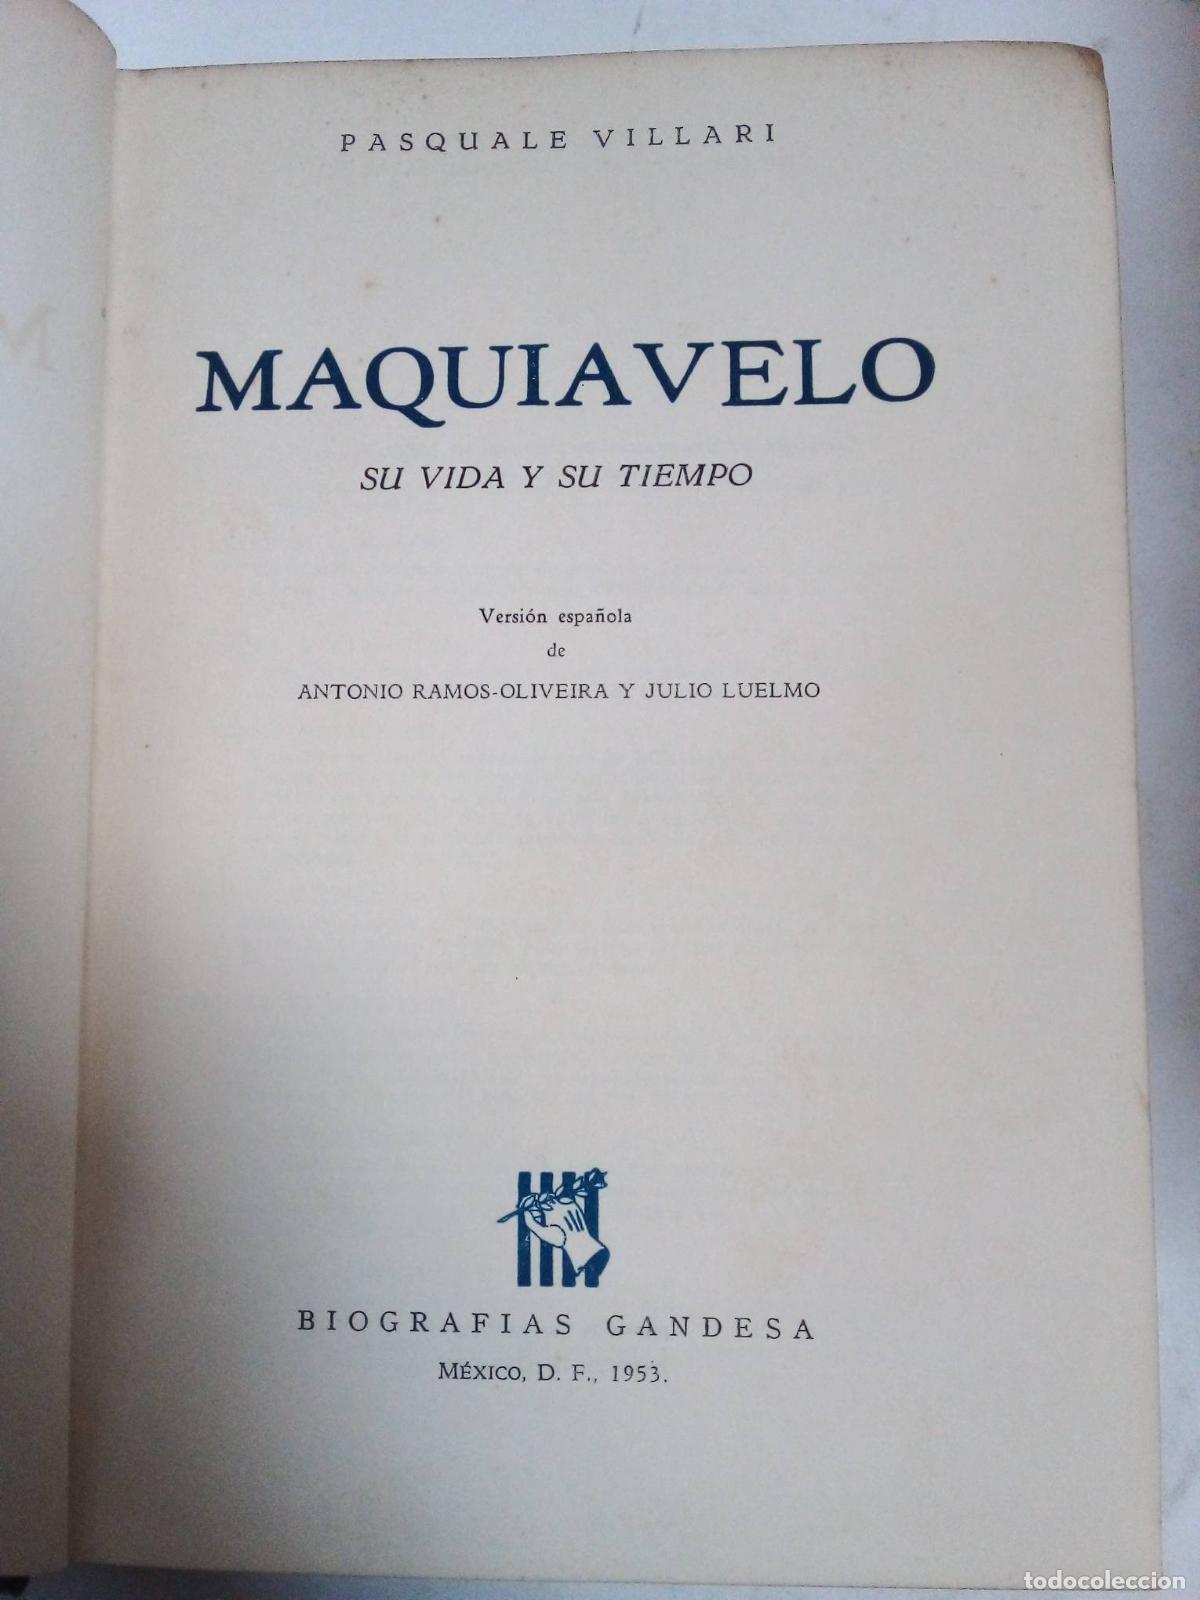 PASQUALE VILLARI
MAQUIAVELO
SU VIDA Y SU TIEMPO
Versión española
de
ANTONIO RAMOS-OLIVEIRA Y JULIO LUELMO
BIOGRAFIAS GANDESA
MÉXICO, D. F., 1953.
todocoleccion